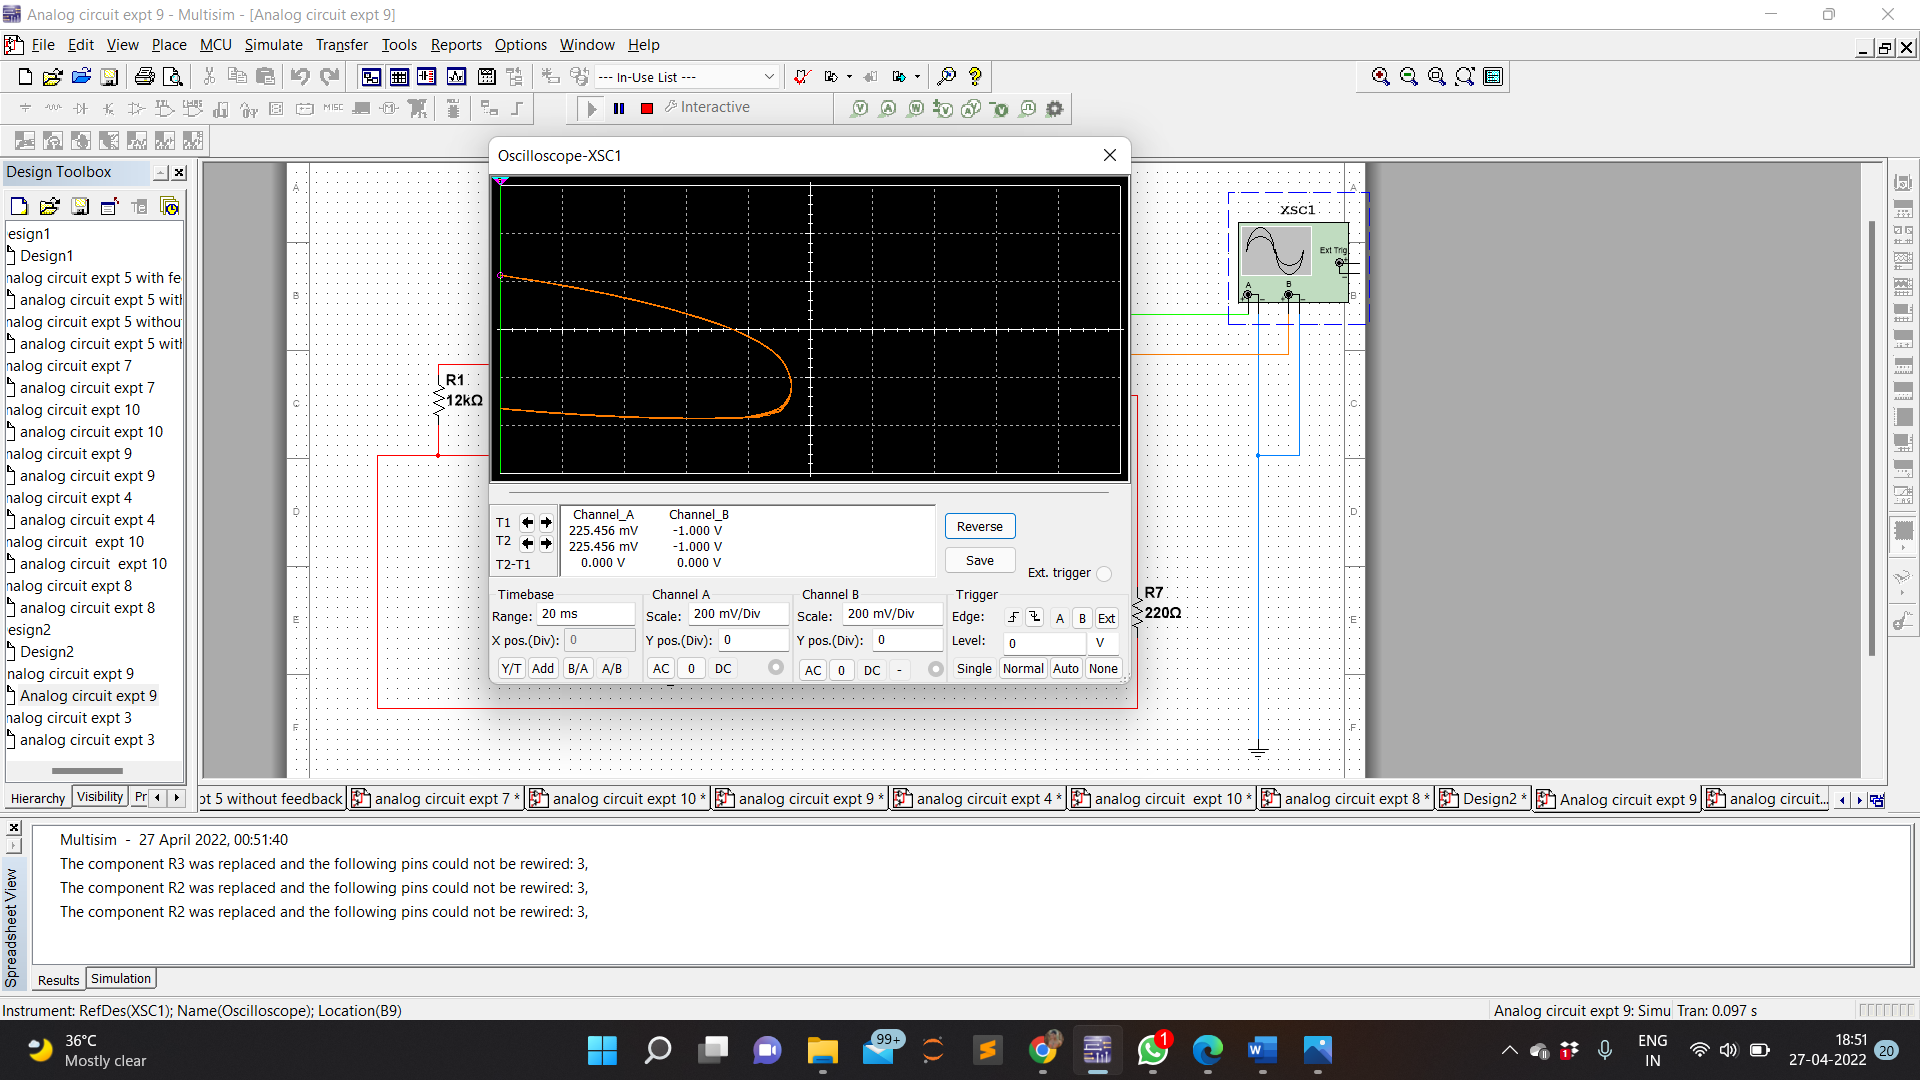 Analog circuit expt 9 - Multisim - [Analog circuit expt 9]
File Edit View Place MCU Simulate Transfer Tools Reports Options Window Help
--- In-Use List ---
MISC
Interactive
Design Toolbox
esign1
Design1
nalog circuit expt 5 with fe
analog circuit expt 5 with
nalog circuit expt 5 withou
analog circuit expt 5 with
nalog circuit expt 7
analog circuit expt 7
nalog circuit expt 10
analog circuit expt 10
nalog circuit expt 9
analog circuit expt 9
nalog circuit expt 4
analog circuit expt 4
nalog circuit  expt 10
analog circuit  expt 10
nalog circuit expt 8
analog circuit expt 8
esign2
Design2
nalog circuit expt 9
Analog circuit expt 9
nalog circuit expt 3
analog circuit expt 3
Hierarchy Visibility Pr
A
B
C
D
E
F
R1
12kΩ
Oscilloscope-XSC1
Channel_A Channel_B
T1 225.456 mV -1.000 V
T2 225.456 mV -1.000 V
T2-T1 0.000 V 0.000 V
Reverse
Save
Ext. trigger
Timebase Channel A Channel B Trigger
Range: 20 ms Scale: 200 mV/Div Scale: 200 mV/Div Edge: A B Ext
X pos.(Div): 0 Y pos.(Div): 0 Y pos.(Div): 0 Level: 0 V
Y/T Add B/A A/B AC 0 DC AC 0 DC - Single Normal Auto None
XSC1
Ext Trig
A B
R7
220Ω
A
B
C
D
E
F
pt 5 without feedback analog circuit expt 7 * analog circuit expt 10 * analog circuit expt 9 * analog circuit expt 4 * analog circuit  expt 10 * analog circuit expt 8 * Design2 * Analog circuit expt 9 analog circuit...
Spreadsheet View
Multisim  -  27 April 2022, 00:51:40
The component R3 was replaced and the following pins could not be rewired: 3,
The component R2 was replaced and the following pins could not be rewired: 3,
The component R2 was replaced and the following pins could not be rewired: 3,
Results Simulation
Instrument: RefDes(XSC1); Name(Oscilloscope); Location(B9)
Analog circuit expt 9: Simu Tran: 0.097 s
36°C
Mostly clear
99+
1
1
ENG
IN
18:51
27-04-2022
20